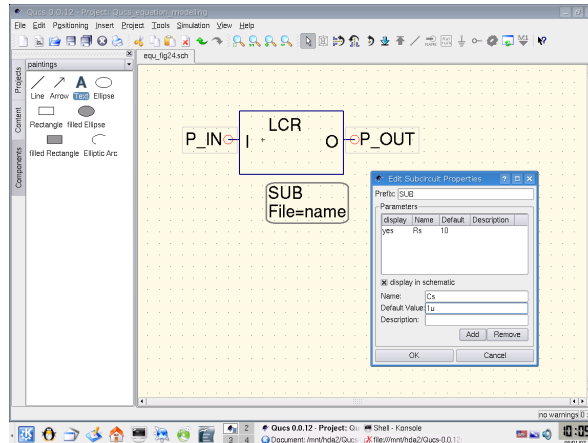 Qucs 0.0.12 - Project: Qucs_equation_modeling
File Edit Positioning Insert Project Tools Simulation View Help
equ_fig24.sch
paintings
Projects
Content
Components
Line Arrow Text Ellipse
Rectangle filled Ellipse
filled Rectangle Elliptic Arc
LCR
P_IN I O P_OUT
SUB
File=name
Edit Subcircuit Properties
Prefix: SUB
Parameters
display Name Default Description
yes Rs 10
display in schematic
Name: Cs
Default Value: 1u
Description:
Add Remove
OK Cancel
no warnings 0 :
2 Qucs 0.0.12 - Project: Qu Shell - Konsole
3 4 Document: /mnt/hda2/Qucs- file:///mnt/hda2/Qucs-0.0.12: